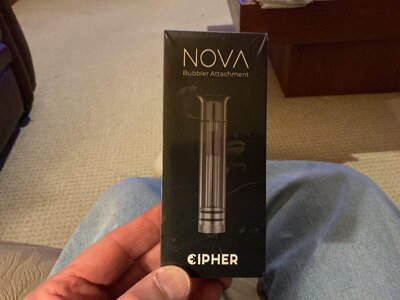 NOVA
Bubbler Attachment
CIPHER